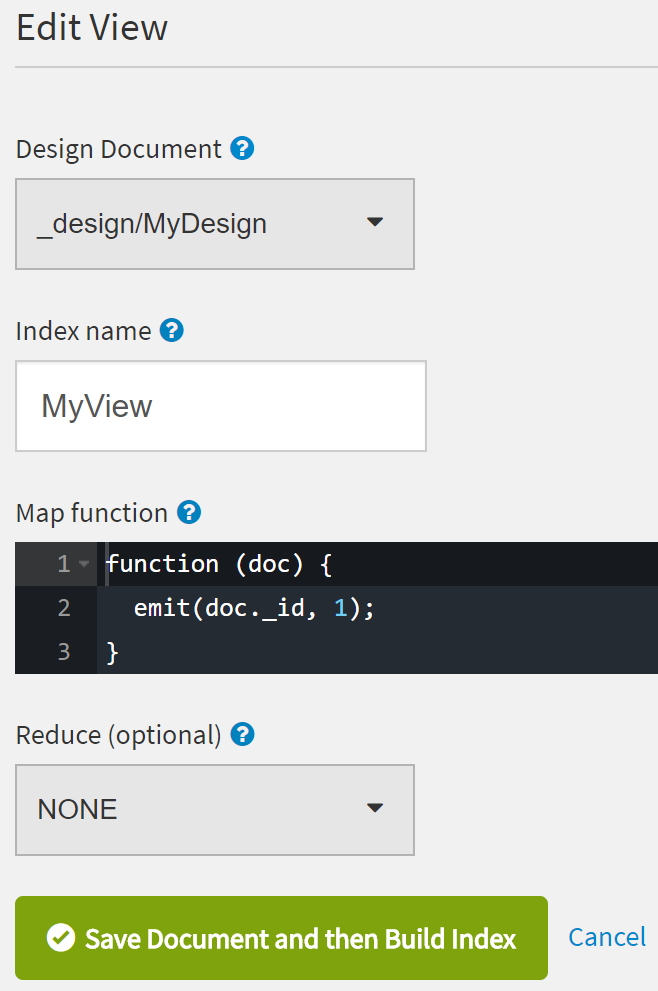 Edit View
Design Document ?
_design/MyDesign
Index name ?
MyView
Map function ?
1 function (doc) {
2 emit(doc._id, 1);
3 }
Reduce (optional) ?
NONE
Save Document and then Build Index Cancel